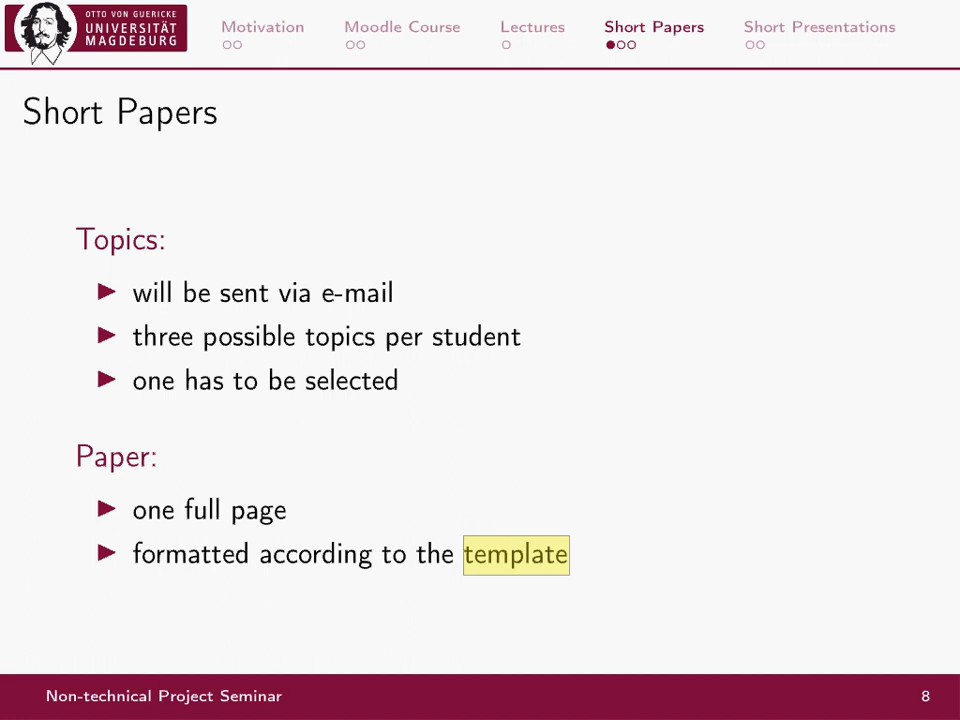 OTTO VON GUERICKE
UNIVERSITÄT
MAGDEBURG
Motivation
Moodle Course
Lectures
Short Papers
Short Presentations
Short Papers
Topics:
will be sent via e-mail
three possible topics per student
one has to be selected
Paper:
one full page
formatted according to the template
Non-technical Project Seminar
8